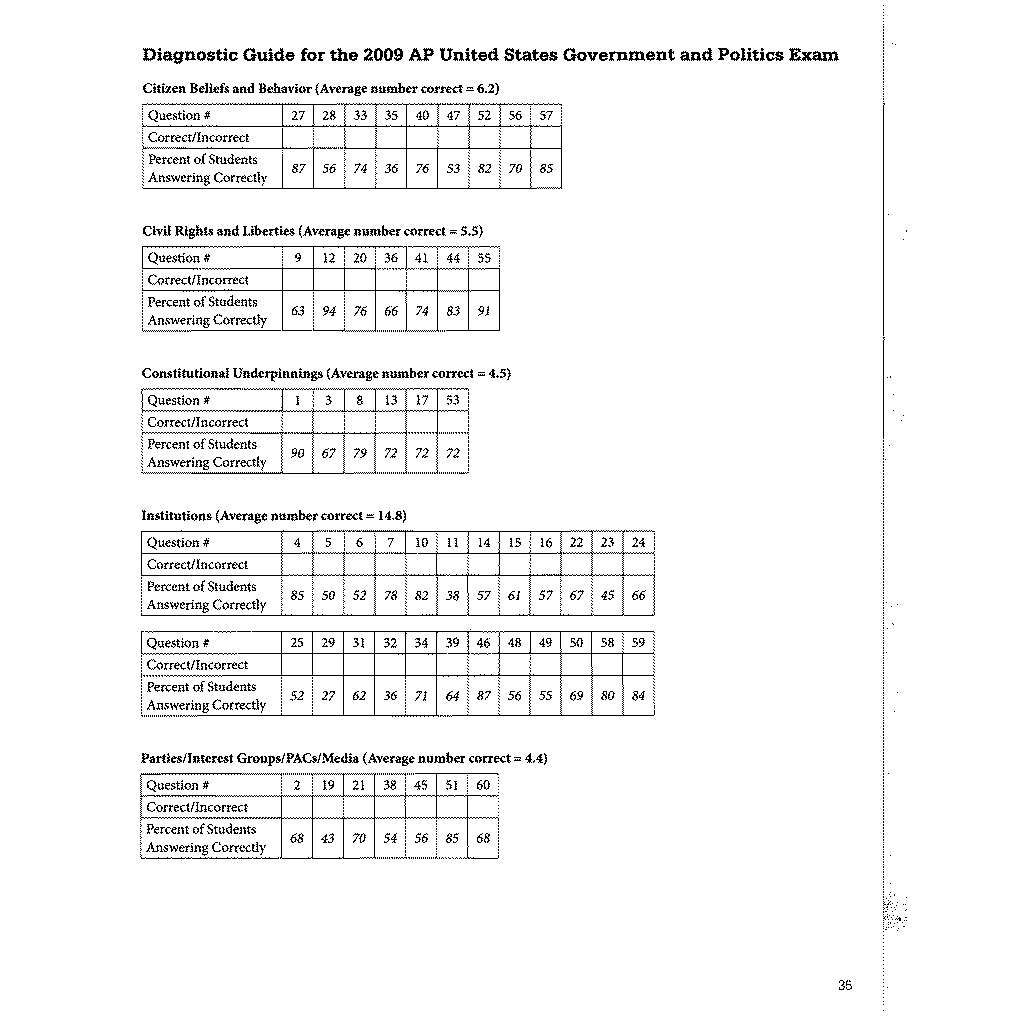 Diagnostic Guide for the 2009 AP United States Government and Politics Exam
Citizen Beliefs and Behavior (Average number correct = 6.2)
Question # 27 28 33 35 40 47 52 56 57
Correct/Incorrect
Percent of Students
Answering Correctly 87 56 74 36 76 53 82 70 85
Civil Rights and Liberties (Average number correct = 5.5)
Question # 9 12 20 36 41 44 55
Correct/Incorrect
Percent of Students
Answering Correctly 63 94 76 66 74 83 91
Constitutional Underpinnings (Average number correct = 4.5)
Question # 1 3 8 13 17 53
Correct/Incorrect
Percent of Students
Answering Correctly 90 67 79 72 72 72
Institutions (Average number correct = 14.8)
Question # 4 5 6 7 10 11 14 15 16 22 23 24
Correct/Incorrect
Percent of Students
Answering Correctly 85 50 52 78 82 38 57 61 57 67 45 66
Question # 25 29 31 32 34 39 46 48 49 50 58 59
Correct/Incorrect
Percent of Students
Answering Correctly 52 27 62 36 71 64 87 56 55 69 80 84
Parties/Interest Groups/PACs/Media (Average number correct = 4.4)
Question # 2 19 21 38 45 51 60
Correct/Incorrect
Percent of Students
Answering Correctly 68 43 70 54 56 85 68
35